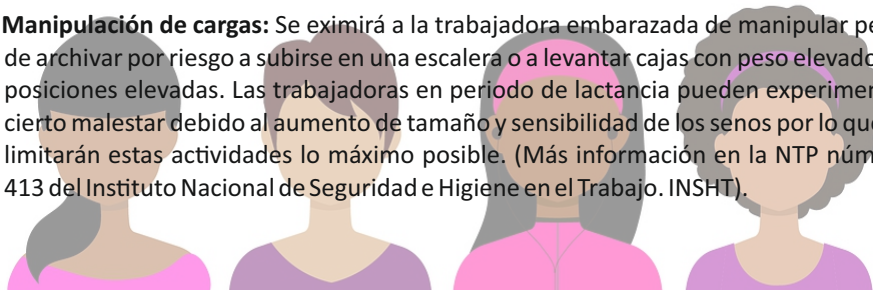 Manipulación de cargas: Se eximirá a la trabajadora embarazada de manipular pe
de archivar por riesgo a subirse en una escalera o a levantar cajas con peso elevado
posiciones elevadas. Las trabajadoras en periodo de lactancia pueden experimen
cierto malestar debido al aumento de tamaño y sensibilidad de los senos por lo que
limitarán estas actividades lo máximo posible. (Más información en la NTP núm
413 del Instituto Nacional de Seguridad e Higiene en el Trabajo. INSHT).